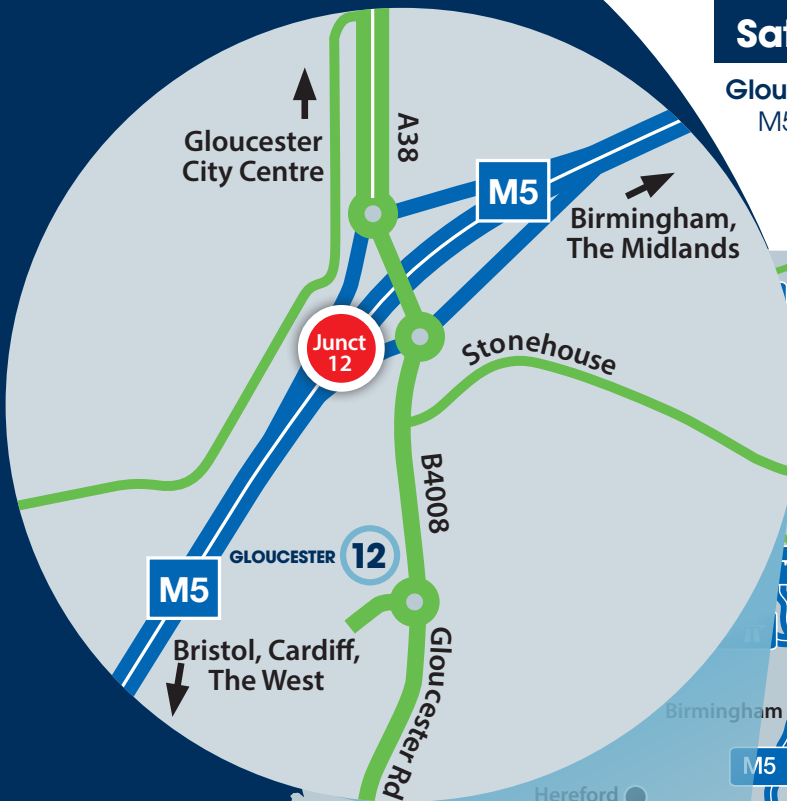 Sat
Glou
M5
Gloucester
City Centre
A38
M5
Birmingham,
The Midlands
Junct
12
Stonehouse
B4008
GLOUCESTER 12
M5
Bristol, Cardiff,
The West
Gloucester Rd
Birmingham
M5
Hereford